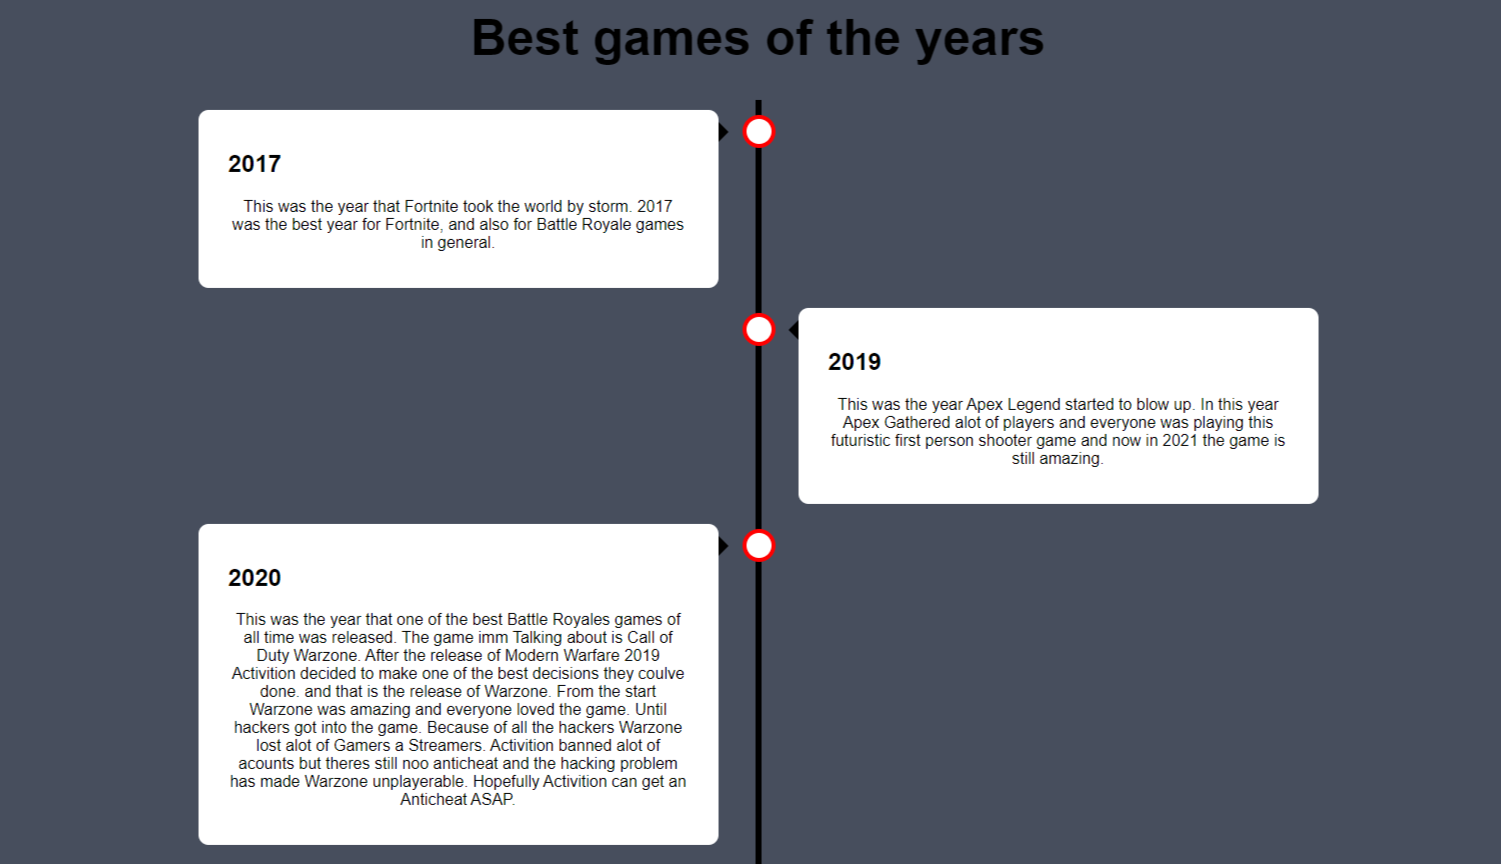 Best games of the years
2017
This was the year that Fortnite took the world by storm. 2017
was the best year for Fortnite, and also for Battle Royale games
in general.
2019
This was the year Apex Legend started to blow up. In this year
Apex Gathered alot of players and everyone was playing this
futuristic first person shooter game and now in 2021 the game is
still amazing.
2020
This was the year that one of the best Battle Royales games of
all time was released. The game imm Talking about is Call of
Duty Warzone. After the release of Modern Warfare 2019
Activition decided to make one of the best decisions they coulve
done. and that is the release of Warzone. From the start
Warzone was amazing and everyone loved the game. Until
hackers got into the game. Because of all the hackers Warzone
lost alot of Gamers a Streamers. Activition banned alot of
acounts but theres still noo anticheat and the hacking problem
has made Warzone unplayerable. Hopefully Activition can get an
Anticheat ASAP.